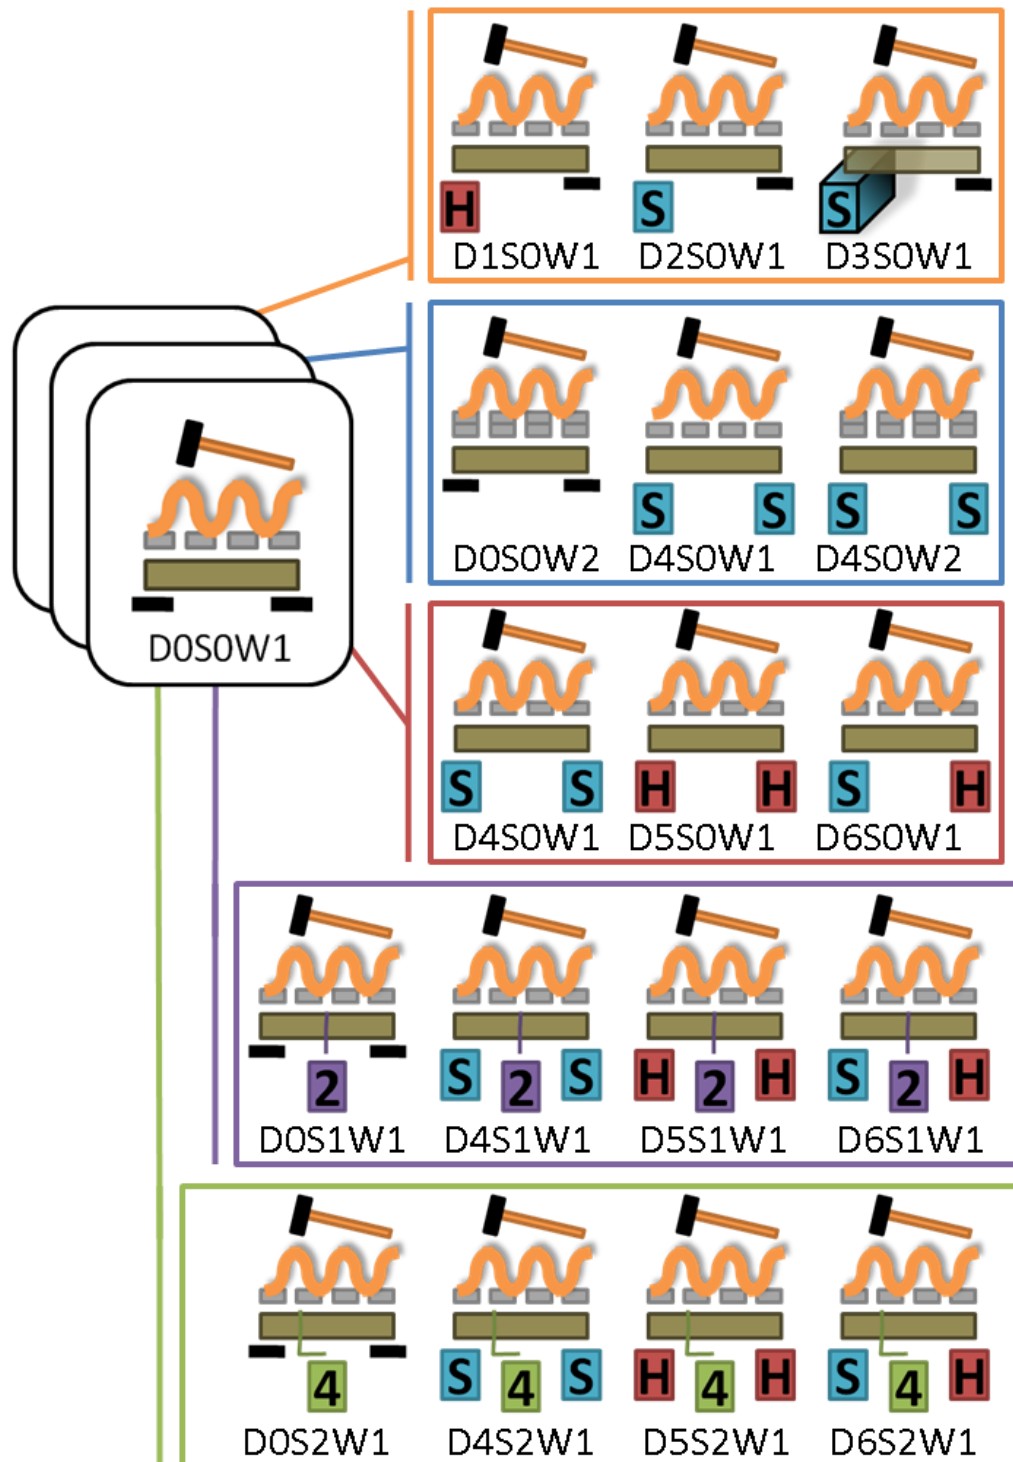 H S S
D1S0W1 D2S0W1 D3S0W1
S S S S
D0S0W2 D4S0W1 D4S0W2
D0S0W1
S S H H S H
D4S0W1 D5S0W1 D6S0W1
2 S 2 S H 2 H S 2 H
D0S1W1 D4S1W1 D5S1W1 D6S1W1
4 S 4 S H 4 H S 4 H
D0S2W1 D4S2W1 D5S2W1 D6S2W1